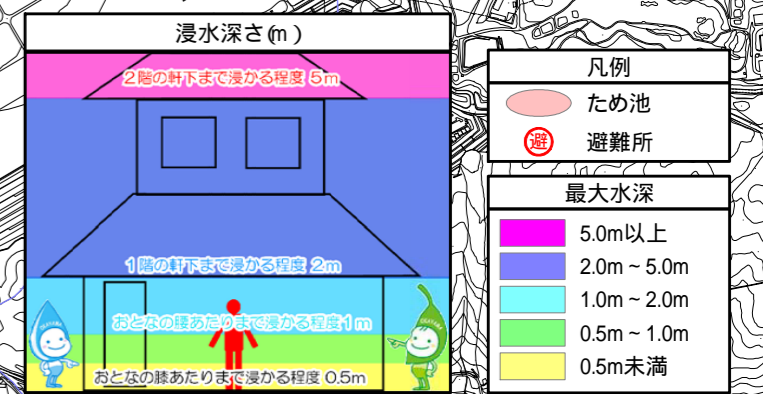 浸水深さ(m)
2階の軒下まで浸かる程度 5m
1階の軒下まで浸かる程度 2m
おとなの腰あたりまで浸かる程度1m
おとなの膝あたりまで浸かる程度 0.5m
凡例
ため池
避 避難所
最大水深
5.0m以上
2.0m~5.0m
1.0m~2.0m
0.5m~1.0m
0.5m未満